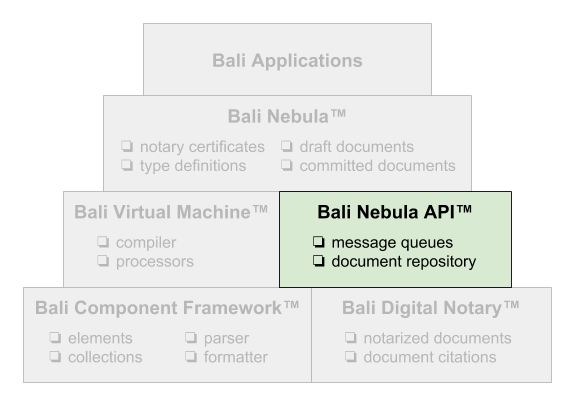 Bali Applications
Bali Nebula™
❏ notary certificates ❏ draft documents
❏ type definitions ❏ committed documents
Bali Virtual Machine™
❏ compiler
❏ processors
Bali Nebula API™
❏ message queues
❏ document repository
Bali Component Framework™
❏ elements ❏ parser
❏ collections ❏ formatter
Bali Digital Notary™
❏ notarized documents
❏ document citations